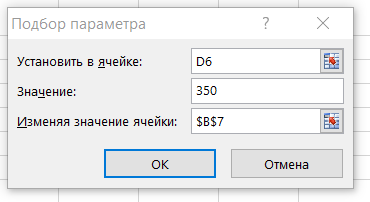 Подбор параметра
Установить в ячейке: D6
Значение: 350
Изменяя значение ячейки: $B$7
ОК Отмена